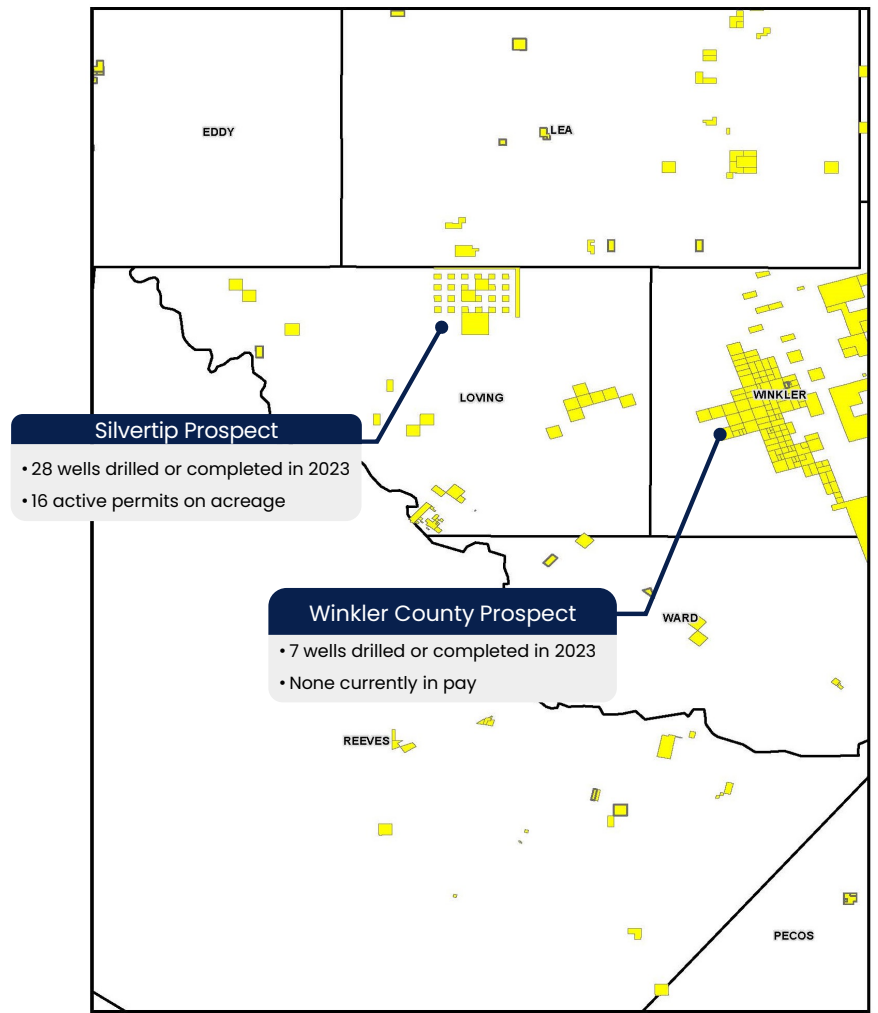 EDDY
LEA
LOVING
WINKLER
Silvertip Prospect
• 28 wells drilled or completed in 2023
• 16 active permits on acreage
Winkler County Prospect
• 7 wells drilled or completed in 2023
• None currently in pay
WARD
REEVES
PECOS